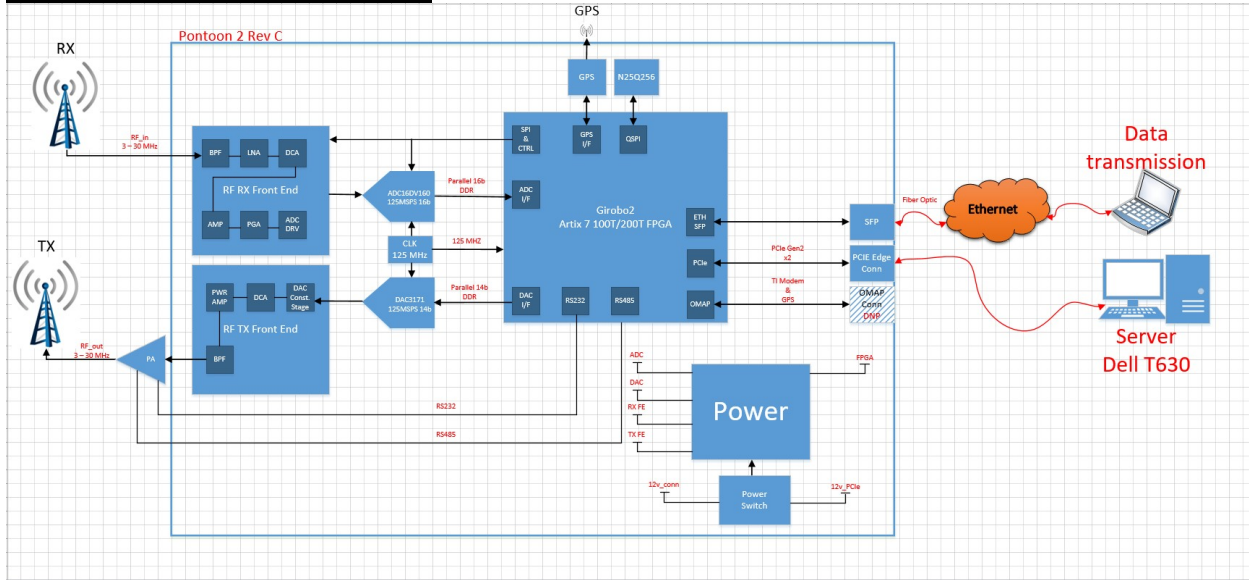 GPS
Pontoon 2 Rev C
RX
GPS
N25Q256
RF_in
3 – 30 MHz
BPF
LNA
DCA
RF RX Front End
AMP
PGA
ADC
DRV
SPI
&
CTRL
GPS
I/F
QSPI
ADC16DV160
125MSPS 16b
Parallel 16b
DDR
ADC
I/F
Girobo2
Artix 7 100T/200T FPGA
CLK
125 MHz
125 MHZ
ETH
SFP
PCIe
OMAP
SFP
Fiber Optic
Ethernet
Data
transmission
PCIe Gen2
x2
PCIE Edge
Conn
TI Modem
&
GPS
OMAP
Conn
DNP
Server
Dell T630
TX
PWR
AMP
DCA
DAC
Const.
Stage
RF TX Front End
BPF
DAC3171
125MSPS 14b
Parallel 14b
DDR
DAC
I/F
RS232
RS485
RF_out
3 – 30 MHz
PA
RS232
RS485
ADC
DAC
RX FE
TX FE
FPGA
Power
12v_conn
Power
Switch
12v_PCIe